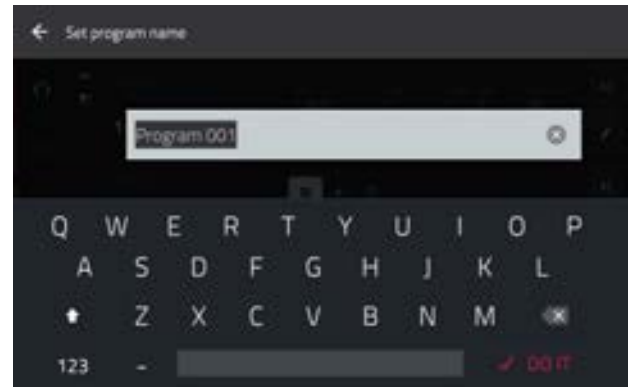 Set program name
Program 001
Q W E R T Y U I O P
A S D F G H J K L
Z X C V B N M
123 - DO IT